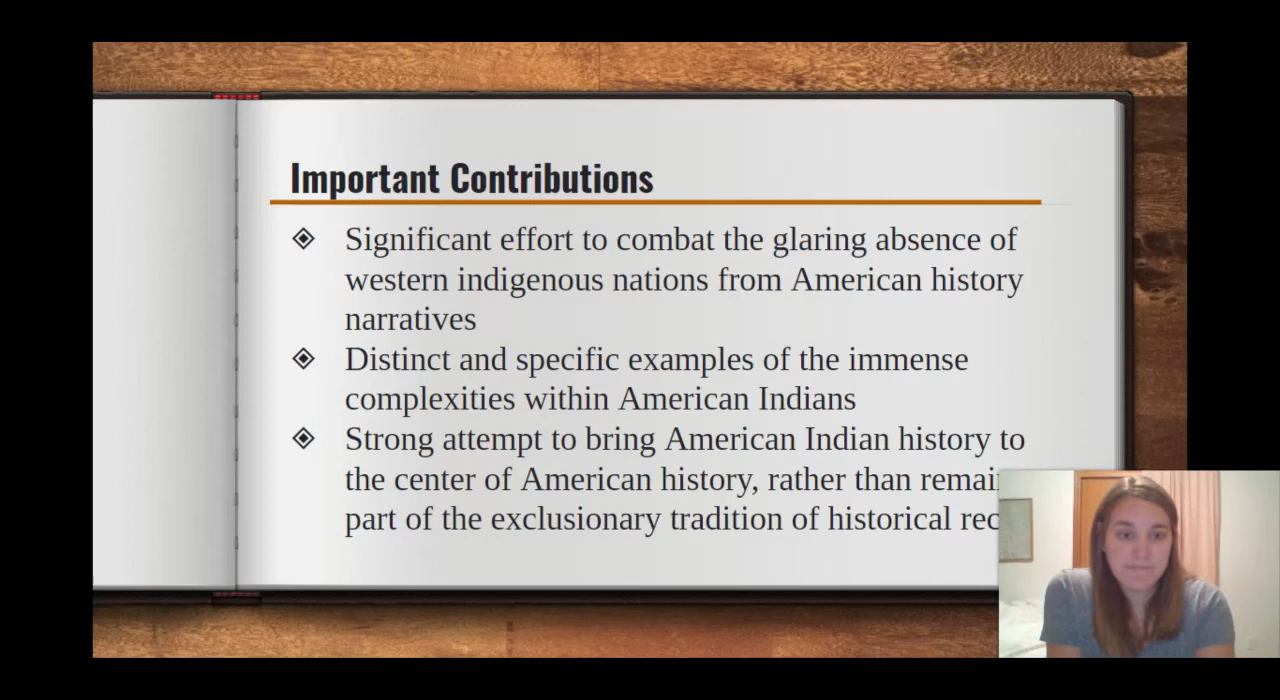 Important Contributions
Significant effort to combat the glaring absence of
western indigenous nations from American history
narratives
Distinct and specific examples of the immense
complexities within American Indians
Strong attempt to bring American Indian history to
the center of American history, rather than
part of the exclusionary tradition of historical